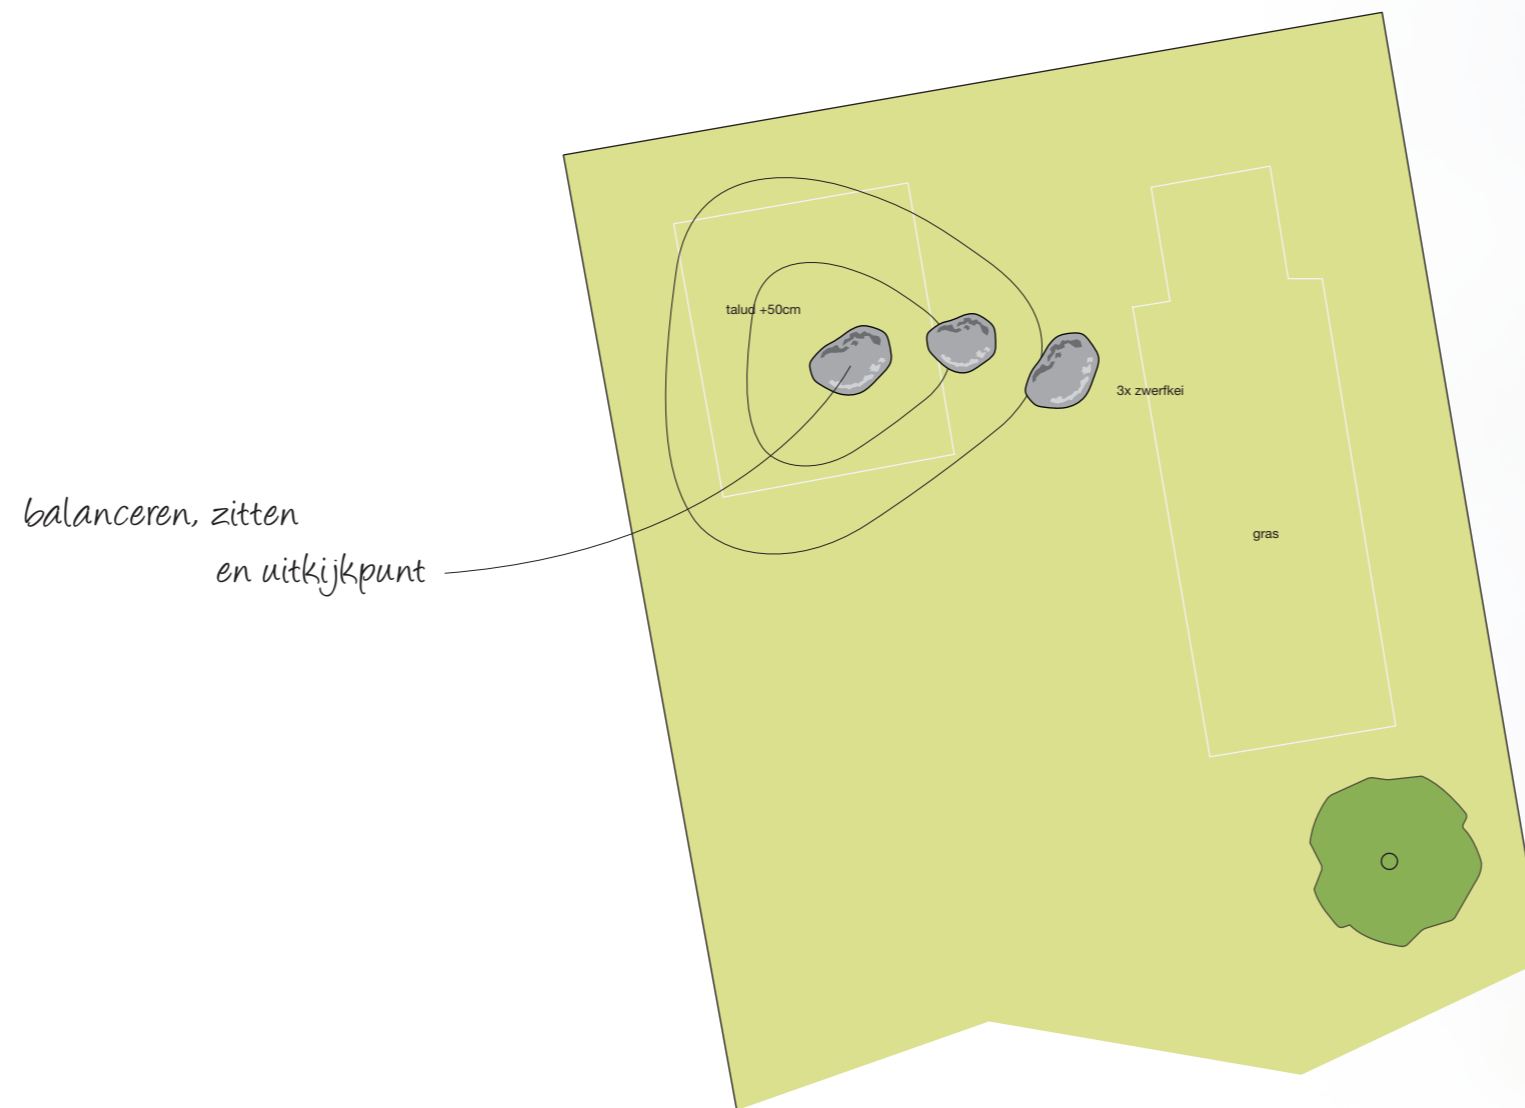 talud +50cm
3x zwerfkei
balanceren, zitten
en uitkijkpunt
gras